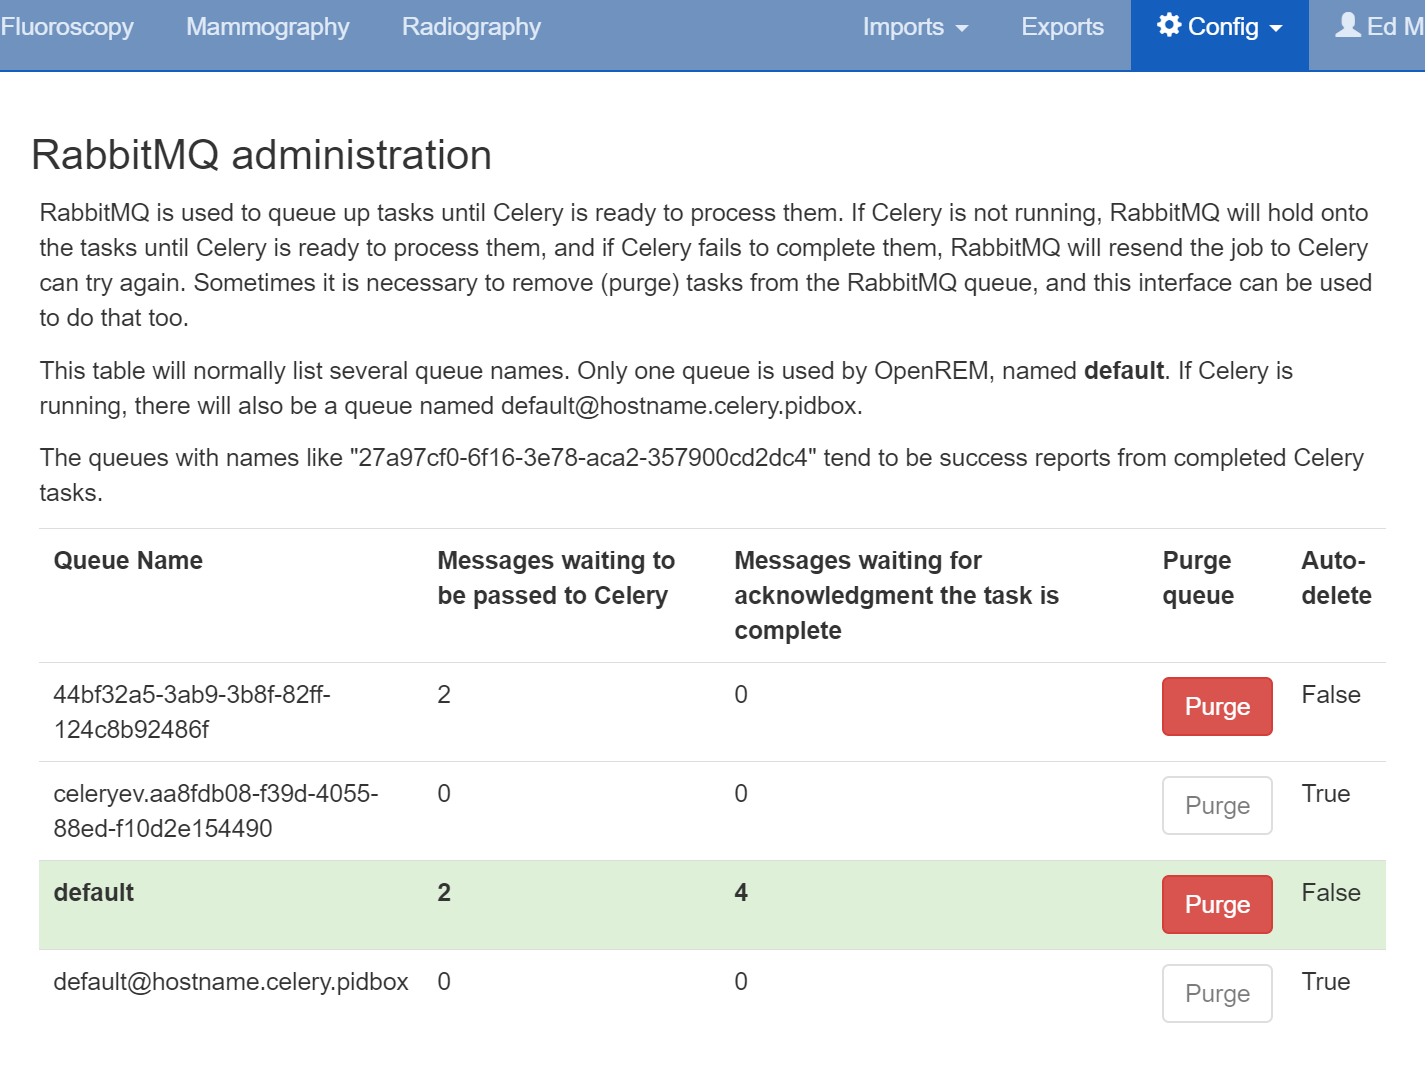 Fluoroscopy Mammography Radiography Imports Exports Config Ed M
RabbitMQ administration
RabbitMQ is used to queue up tasks until Celery is ready to process them. If Celery is not running, RabbitMQ will hold onto
the tasks until Celery is ready to process them, and if Celery fails to complete them, RabbitMQ will resend the job to Celery
can try again. Sometimes it is necessary to remove (purge) tasks from the RabbitMQ queue, and this interface can be used
to do that too.
This table will normally list several queue names. Only one queue is used by OpenREM, named default. If Celery is
running, there will also be a queue named default@hostname.celery.pidbox.
The queues with names like "27a97cf0-6f16-3e78-aca2-357900cd2dc4" tend to be success reports from completed Celery
tasks.
Queue Name Messages waiting to Messages waiting for Purge Auto-
be passed to Celery acknowledgment the task is queue delete
complete
44bf32a5-3ab9-3b8f-82ff- 2 0 Purge False
124c8b92486f
celeryev.aa8fdb08-f39d-4055- 0 0 Purge True
88ed-f10d2e154490
default 2 4 Purge False
default@hostname.celery.pidbox 0 0 Purge True